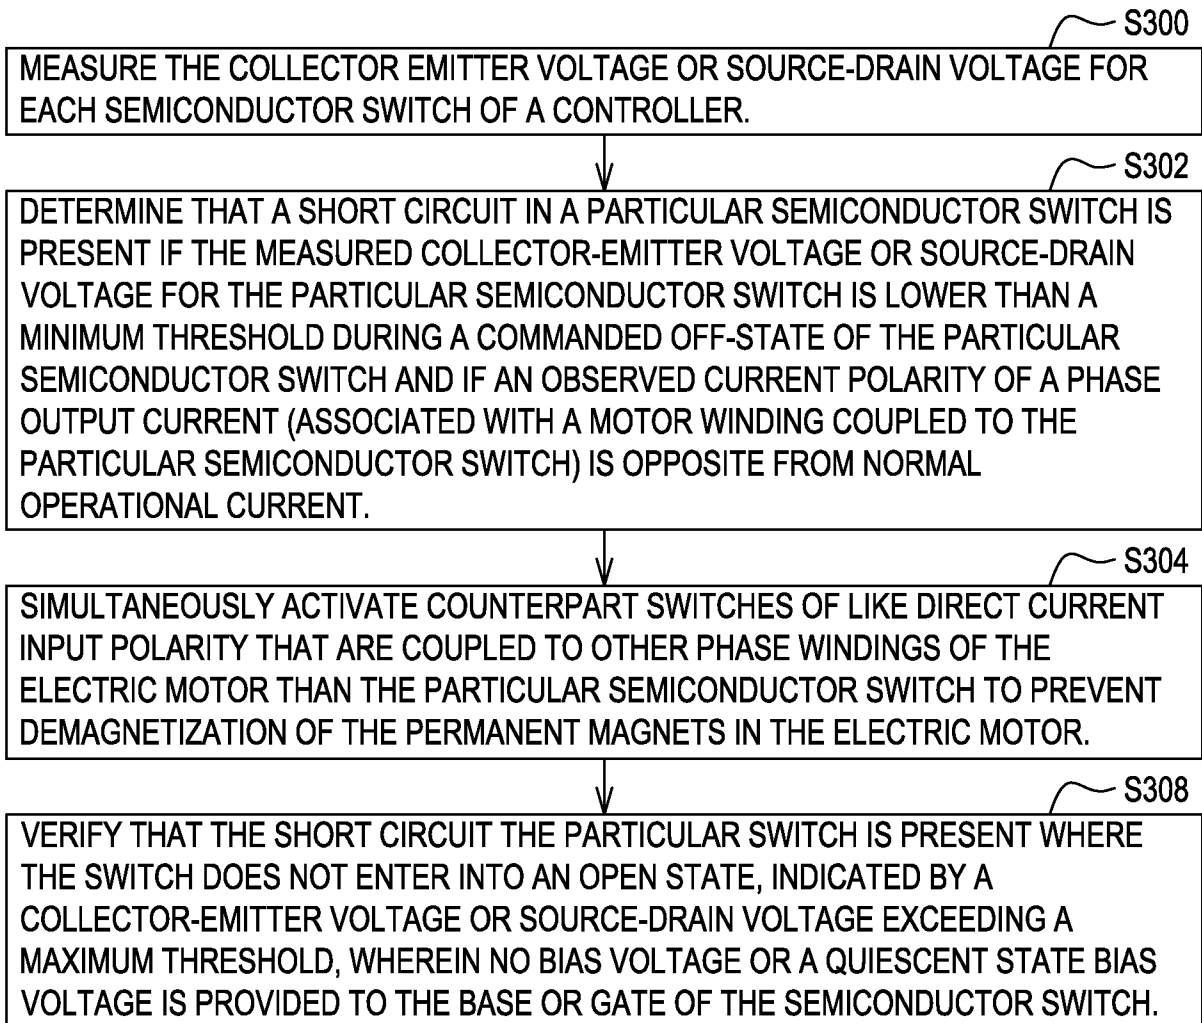 S300
MEASURE THE COLLECTOR EMITTER VOLTAGE OR SOURCE-DRAIN VOLTAGE FOR
EACH SEMICONDUCTOR SWITCH OF A CONTROLLER.
S302
DETERMINE THAT A SHORT CIRCUIT IN A PARTICULAR SEMICONDUCTOR SWITCH IS
PRESENT IF THE MEASURED COLLECTOR-EMITTER VOLTAGE OR SOURCE-DRAIN
VOLTAGE FOR THE PARTICULAR SEMICONDUCTOR SWITCH IS LOWER THAN A
MINIMUM THRESHOLD DURING A COMMANDED OFF-STATE OF THE PARTICULAR
SEMICONDUCTOR SWITCH AND IF AN OBSERVED CURRENT POLARITY OF A PHASE
OUTPUT CURRENT (ASSOCIATED WITH A MOTOR WINDING COUPLED TO THE
PARTICULAR SEMICONDUCTOR SWITCH) IS OPPOSITE FROM NORMAL
OPERATIONAL CURRENT.
S304
SIMULTANEOUSLY ACTIVATE COUNTERPART SWITCHES OF LIKE DIRECT CURRENT
INPUT POLARITY THAT ARE COUPLED TO OTHER PHASE WINDINGS OF THE
ELECTRIC MOTOR THAN THE PARTICULAR SEMICONDUCTOR SWITCH TO PREVENT
DEMAGNETIZATION OF THE PERMANENT MAGNETS IN THE ELECTRIC MOTOR.
S308
VERIFY THAT THE SHORT CIRCUIT THE PARTICULAR SWITCH IS PRESENT WHERE
THE SWITCH DOES NOT ENTER INTO AN OPEN STATE, INDICATED BY A
COLLECTOR-EMITTER VOLTAGE OR SOURCE-DRAIN VOLTAGE EXCEEDING A
MAXIMUM THRESHOLD, WHEREIN NO BIAS VOLTAGE OR A QUIESCENT STATE BIAS
VOLTAGE IS PROVIDED TO THE BASE OR GATE OF THE SEMICONDUCTOR SWITCH.